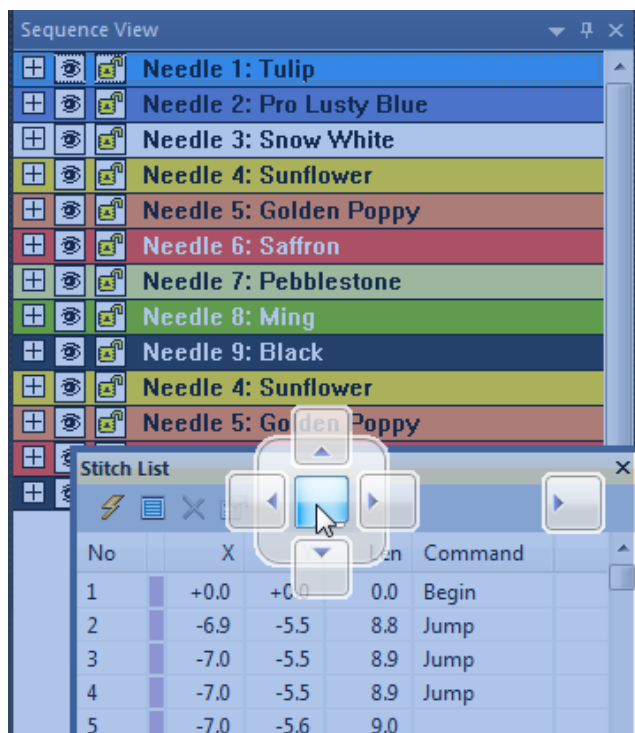 Sequence View
Needle 1: Tulip
Needle 2: Pro Lusty Blue
Needle 3: Snow White
Needle 4: Sunflower
Needle 5: Golden Poppy
Needle 6: Saffron
Needle 7: Pebblestone
Needle 8: Ming
Needle 9: Black
Needle 4: Sunflower
Needle 5: Golden Poppy
Stitch List
No X Len Command
1 +0.0 +0.0 0.0 Begin
2 -6.9 -5.5 8.8 Jump
3 -7.0 -5.5 8.9 Jump
4 -7.0 -5.5 8.9 Jump
5 -7.0 -5.6 9.0